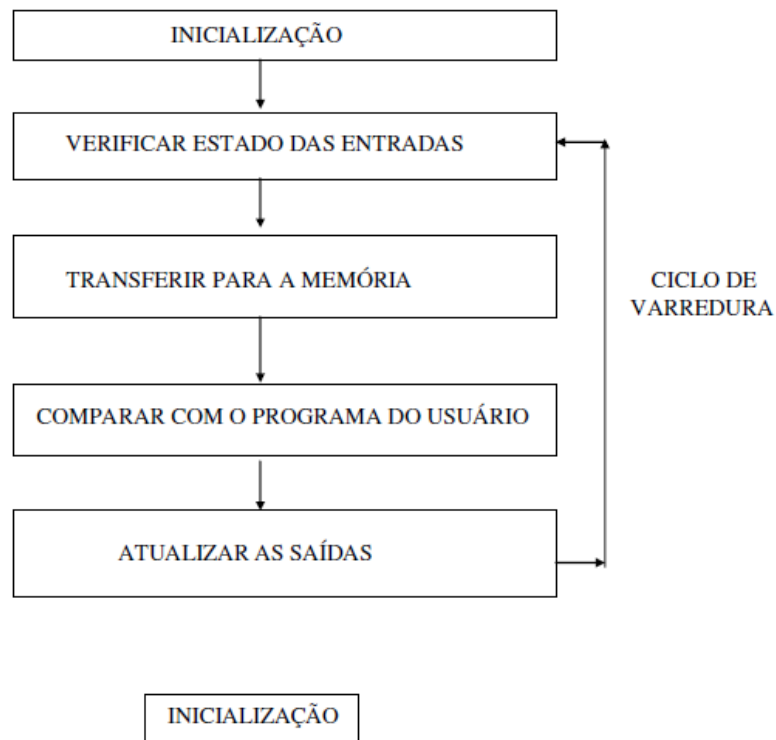 INICIALIZAÇÃO
VERIFICAR ESTADO DAS ENTRADAS
TRANSFERIR PARA A MEMÓRIA
CICLO DE
VARREDURA
COMPARAR COM O PROGRAMA DO USUÁRIO
ATUALIZAR AS SAÍDAS
INICIALIZAÇÃO